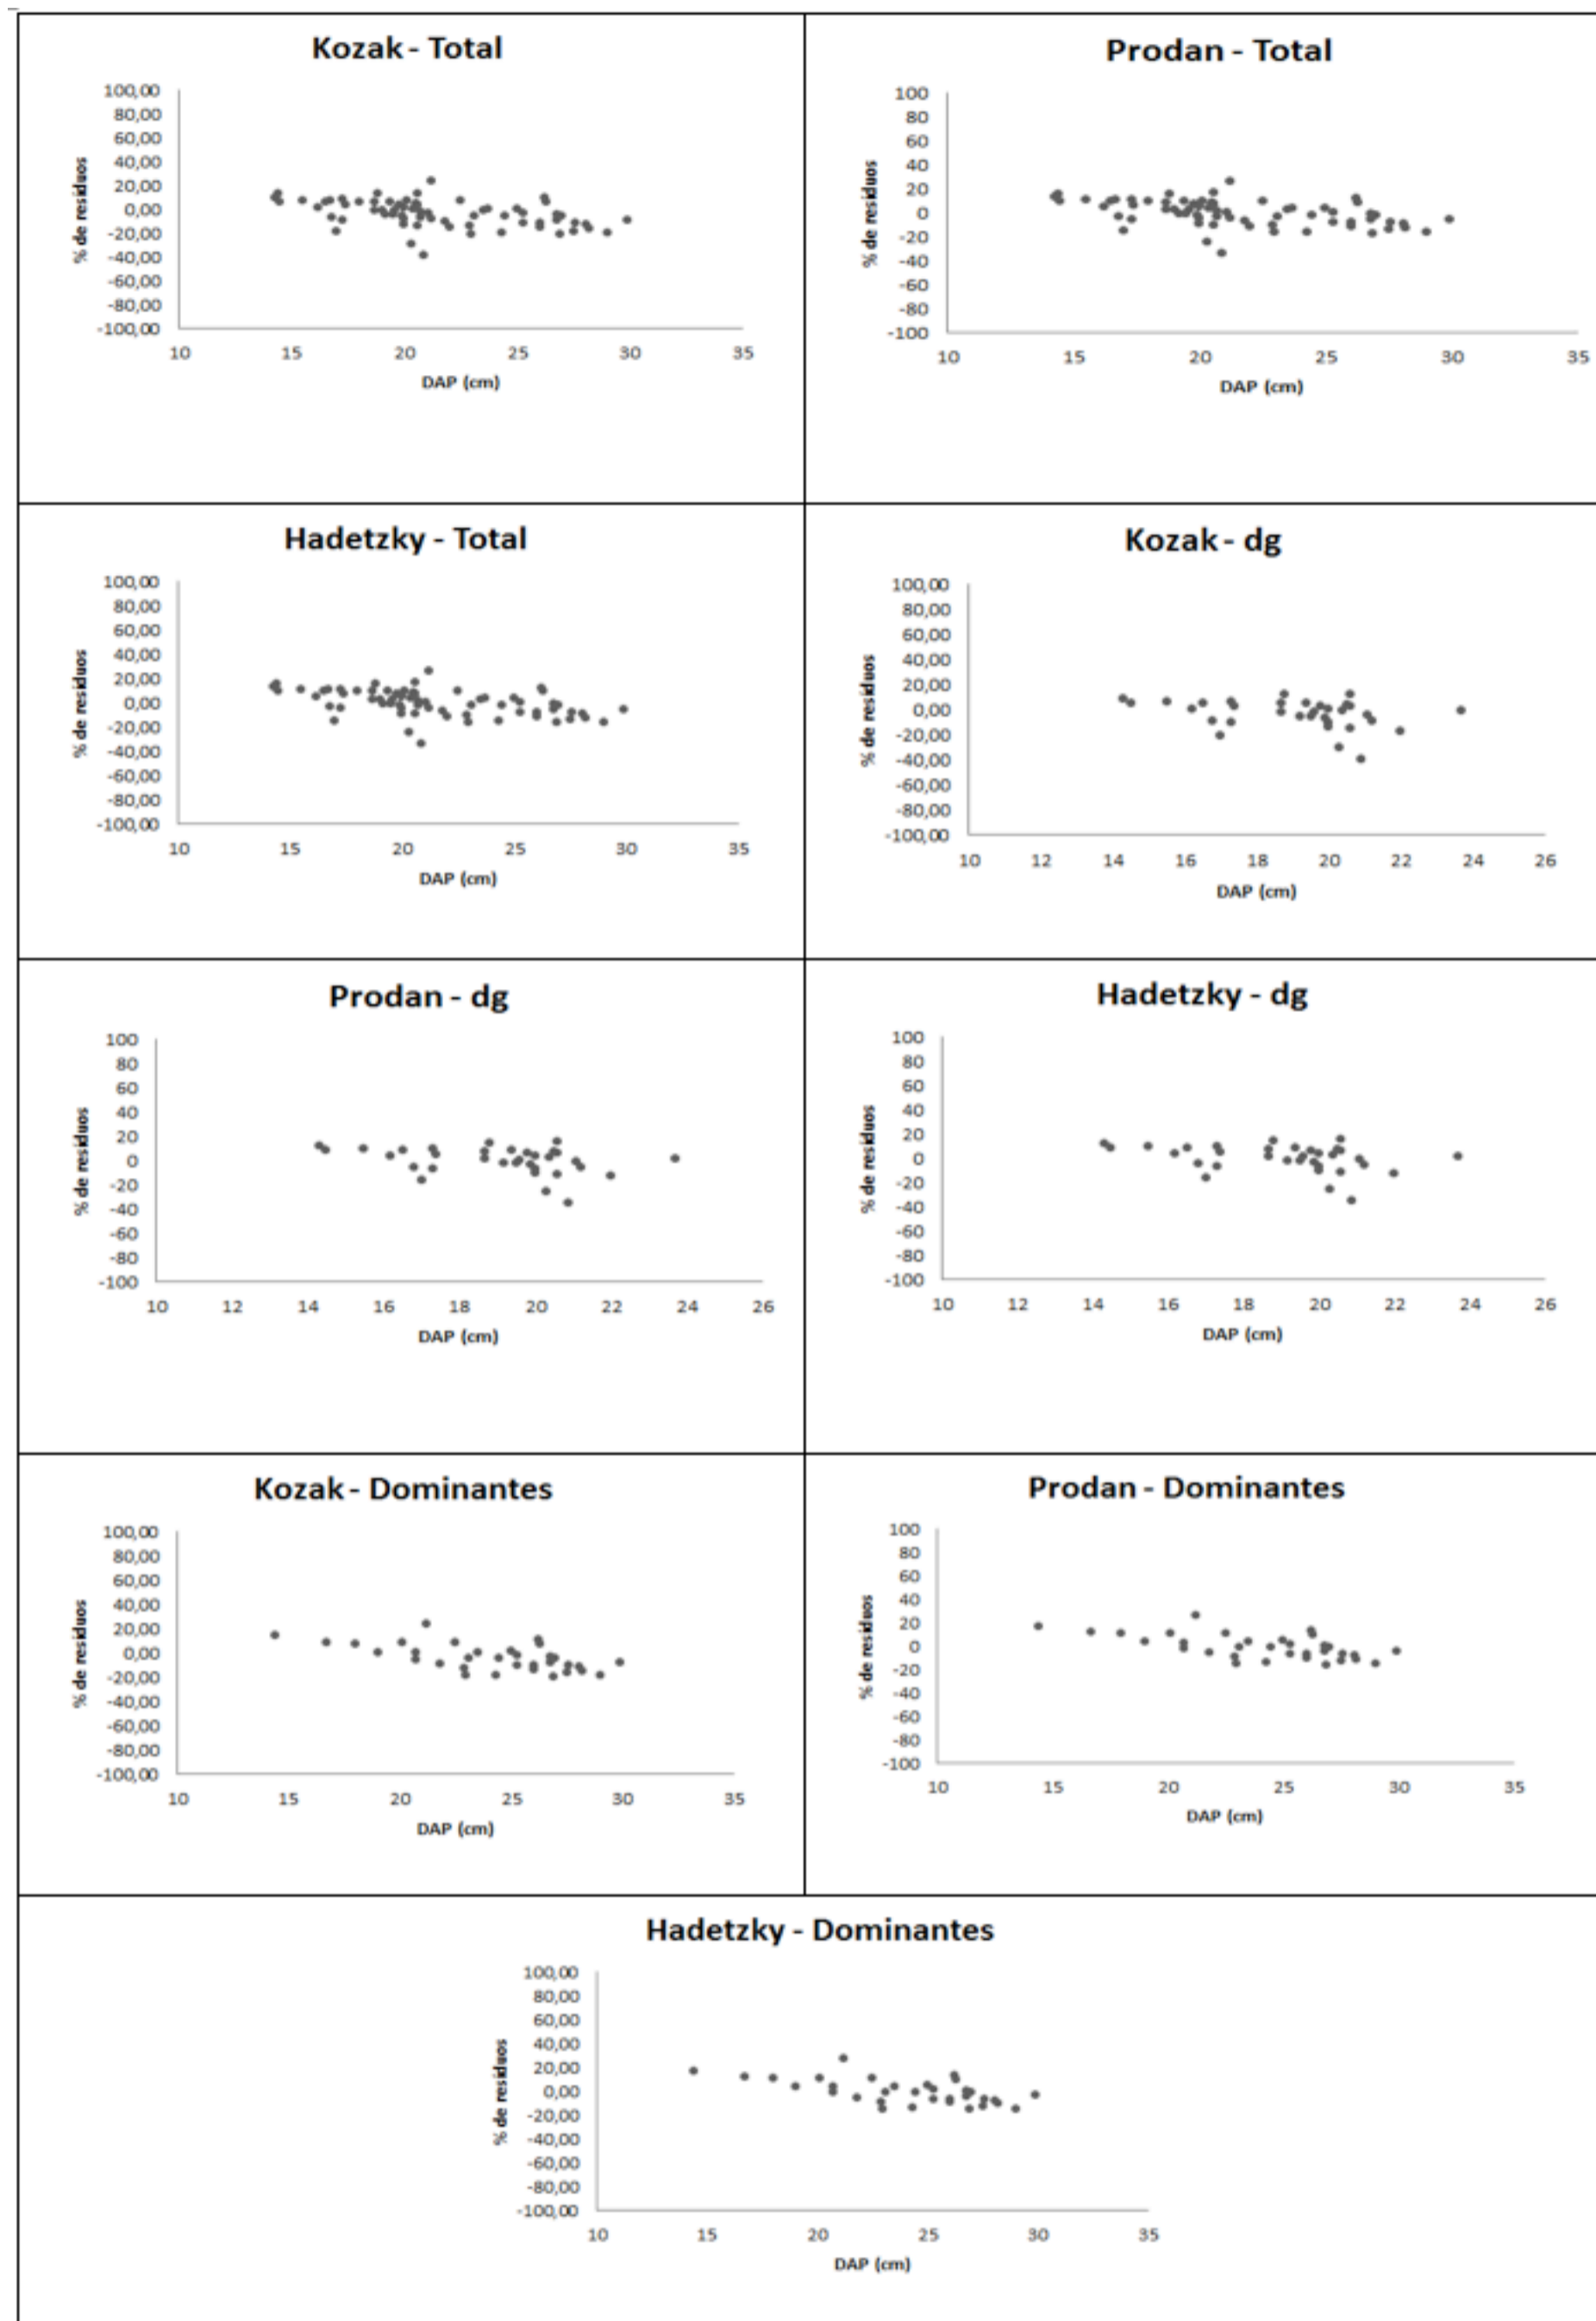 Kozak - Total
% de resíduos
100,00
80,00
60,00
40,00
20,00
0,00
-20,00
-40,00
-60,00
-80,00
-100,00
10 15 20 25 30 35
DAP (cm)
Prodan - Total
% de resíduos
100
80
60
40
20
0
-20
-40
-60
-80
-100
10 15 20 25 30 35
DAP (cm)
Hadetzky - Total
% de resíduos
100,00
80,00
60,00
40,00
20,00
0,00
-20,00
-40,00
-60,00
-80,00
-100,00
10 15 20 25 30 35
DAP (cm)
Kozak - dg
% de resíduos
100,00
80,00
60,00
40,00
20,00
0,00
-20,00
-40,00
-60,00
-80,00
-100,00
10 12 14 16 18 20 22 24 26
DAP (cm)
Prodan - dg
% de resíduos
100
80
60
40
20
0
-20
-40
-60
-80
-100
10 12 14 16 18 20 22 24 26
DAP (cm)
Hadetzky - dg
% de resíduos
100
80
60
40
20
0
-20
-40
-60
-80
-100
10 12 14 16 18 20 22 24 26
DAP (cm)
Kozak - Dominantes
% de resíduos
100,00
80,00
60,00
40,00
20,00
0,00
-20,00
-40,00
-60,00
-80,00
-100,00
10 15 20 25 30 35
DAP (cm)
Prodan - Dominantes
% de resíduos
100
80
60
40
20
0
-20
-40
-60
-80
-100
10 15 20 25 30 35
DAP (cm)
Hadetzky - Dominantes
% de resíduos
100,00
80,00
60,00
40,00
20,00
0,00
-20,00
-40,00
-60,00
-80,00
-100,00
10 15 20 25 30 35
DAP (cm)